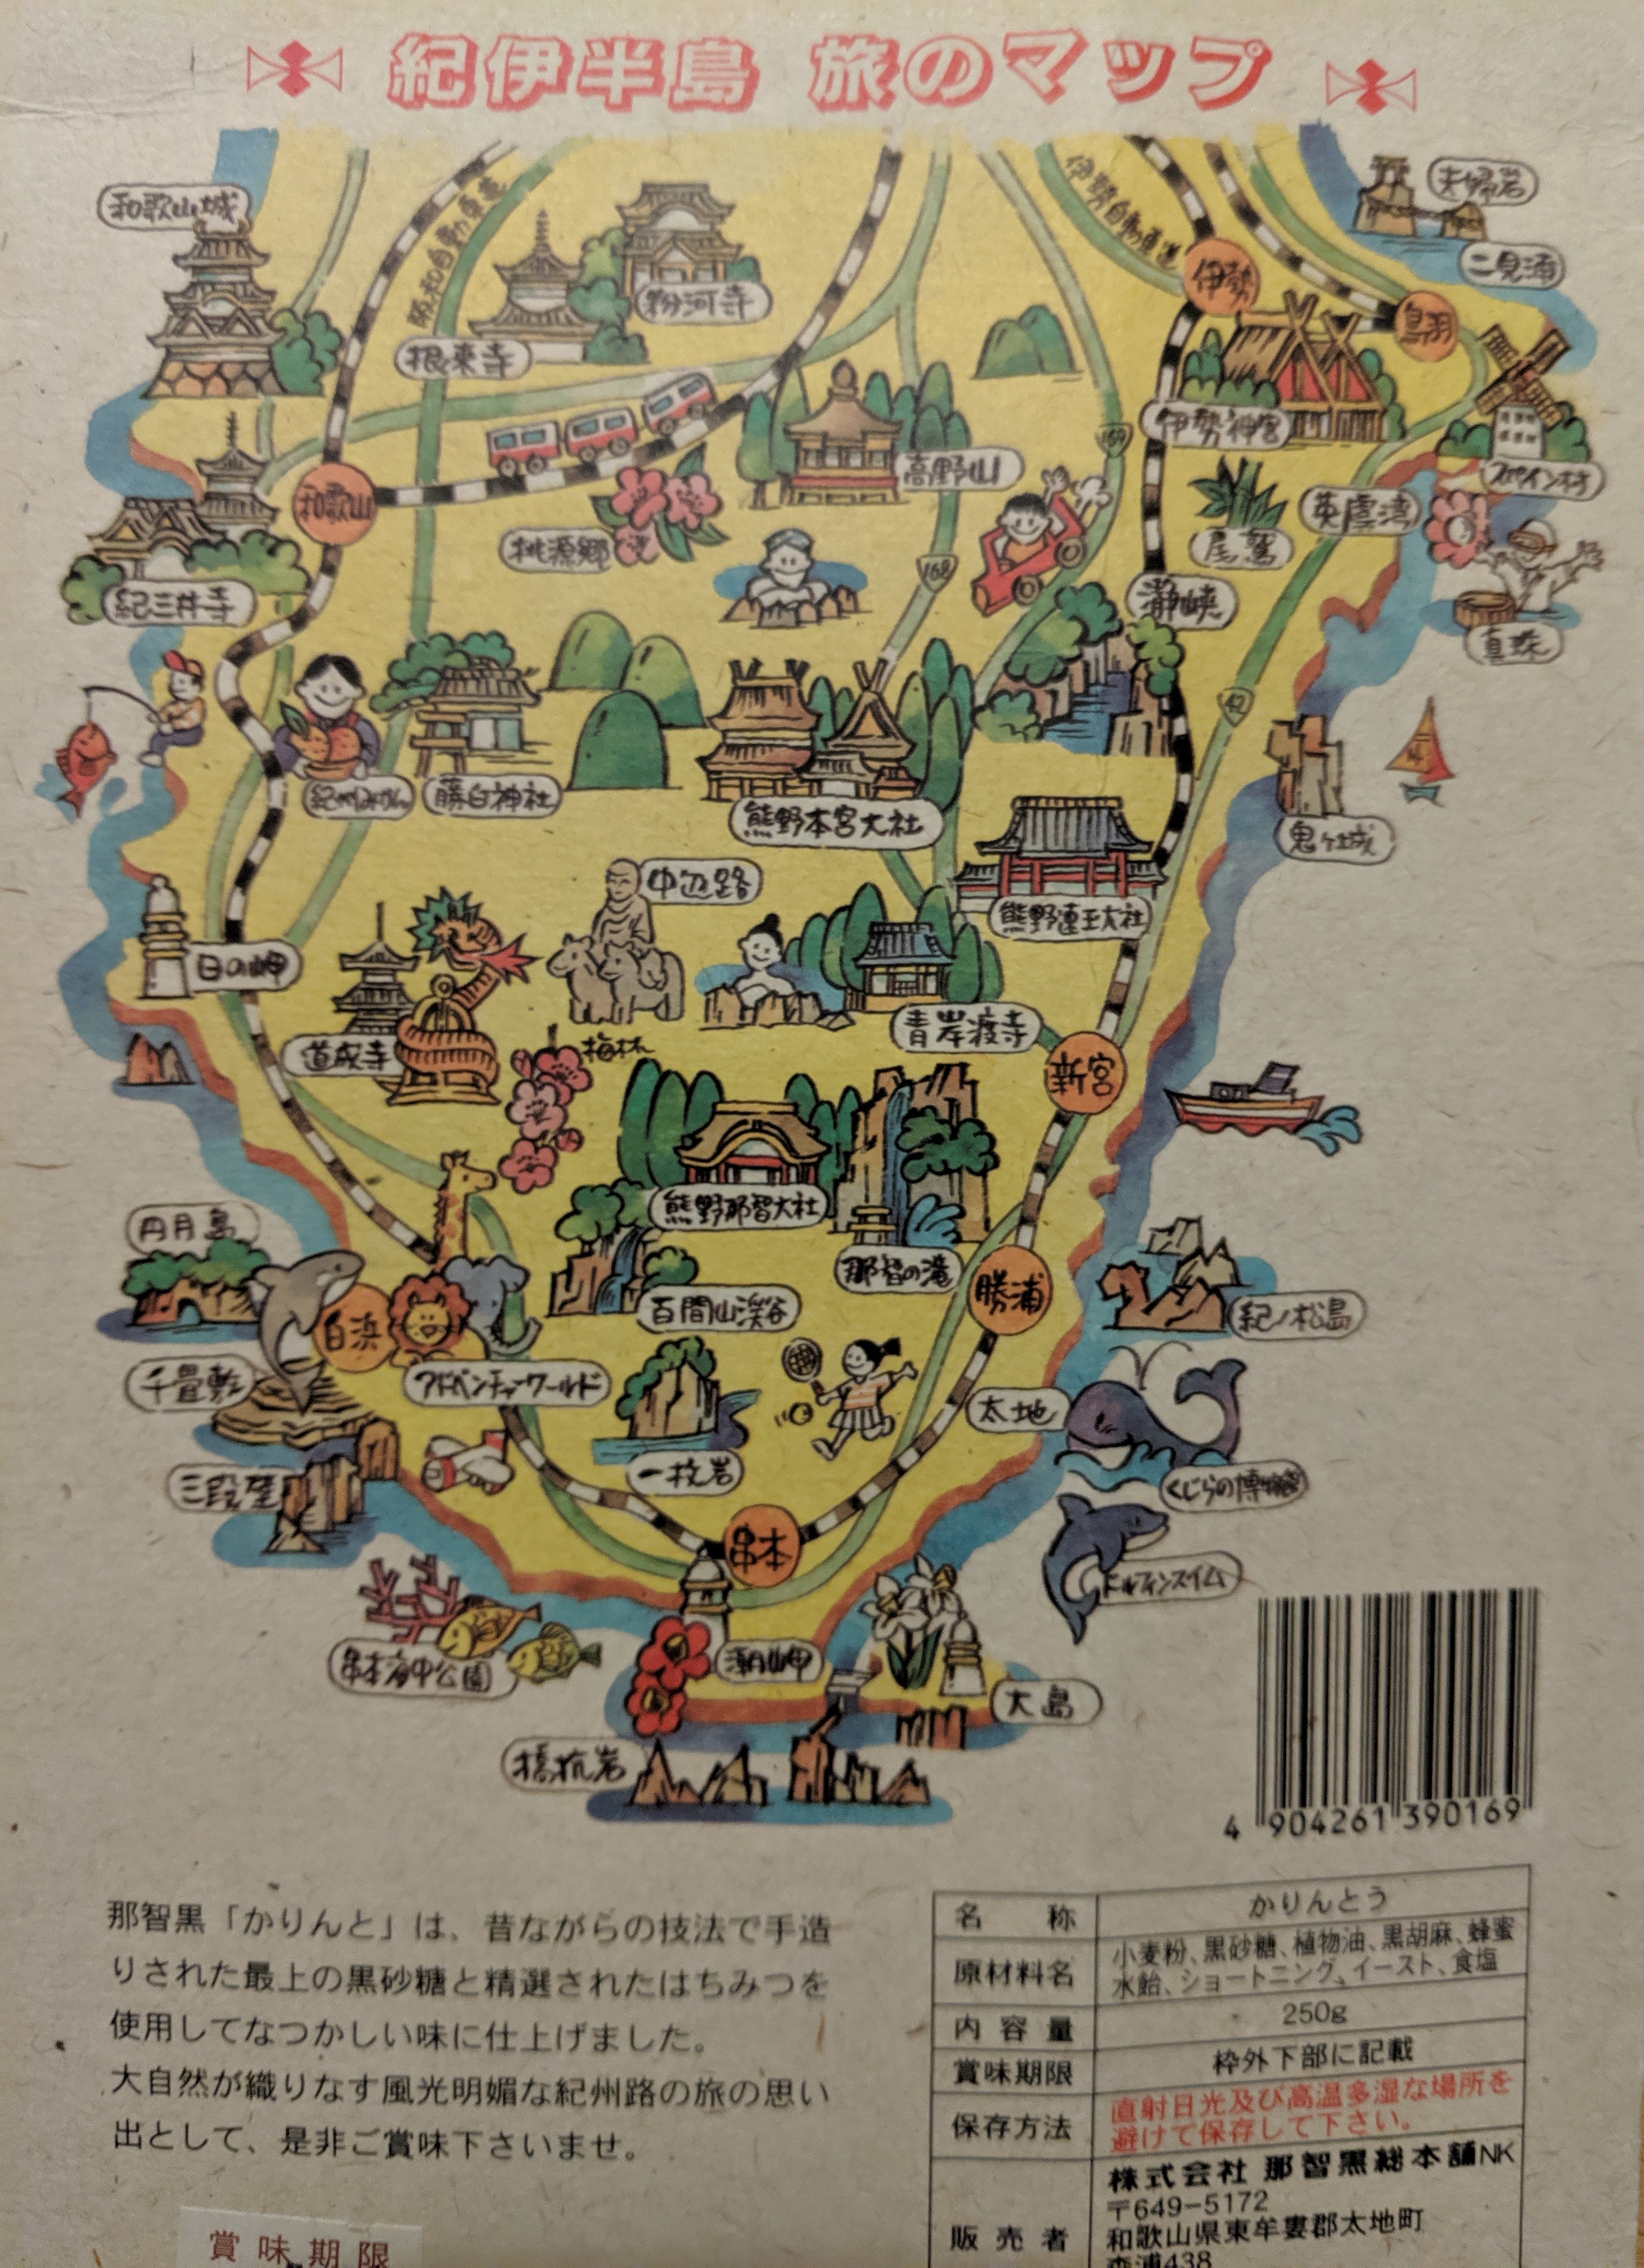 紀伊半島 旅のマップ
和歌山城
阪和自動車道
伊勢自動車道
夫婦岩
二見浦
粉河寺
根来寺
伊勢
鳥羽
伊勢神宮
スペイン村
和歌山
高野山
169
英虞湾
桃源郷
尾鷲
168
紀三井寺
瀞峡
真珠
42
紀州みかん
藤白神社
熊野本宮大社
鬼ヶ城
中辺路
熊野速玉大社
日の岬
青岸渡寺
道成寺
梅林
新宮
熊野那智大社
円月島
那智の滝
勝浦
百間山渓谷
紀ノ松島
白浜
千畳敷
アドベンチャーワールド
太地
一枚岩
三段壁
くじらの博物館
串本
ドルフィンスイム
串本海中公園
潮岬
大島
橋杭岩
4 904261 390169
那智黒「かりんと」は、昔ながらの技法で手造
りされた最上の黒砂糖と精選されたはちみつを
使用してなつかしい味に仕上げました。
大自然が織りなす風光明媚な紀州路の旅の思い
出として、是非ご賞味下さいませ。
名称 かりんとう
原材料名 小麦粉、黒砂糖、植物油、黒胡麻、蜂蜜
水飴、ショートニング、イースト、食塩
内容量 250g
賞味期限 枠外下部に記載
保存方法 直射日光及び高温多湿な場所を
避けて保存して下さい。
販売者 株式会社 那智黒総本舗NK
〒649-5172
和歌山県東牟婁郡太地町
森浦438
賞味期限